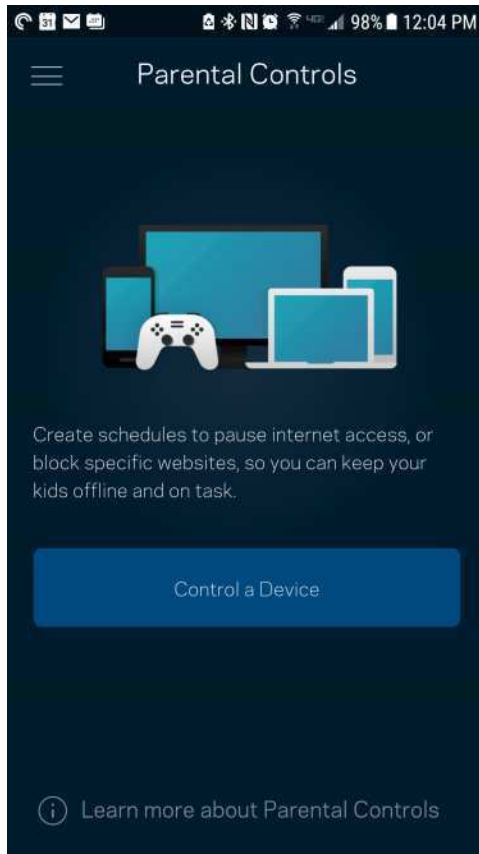 31 98% 12:04 PM
Parental Controls
Create schedules to pause internet access, or
block specific websites, so you can keep your
kids offline and on task.
Control a Device
Learn more about Parental Controls